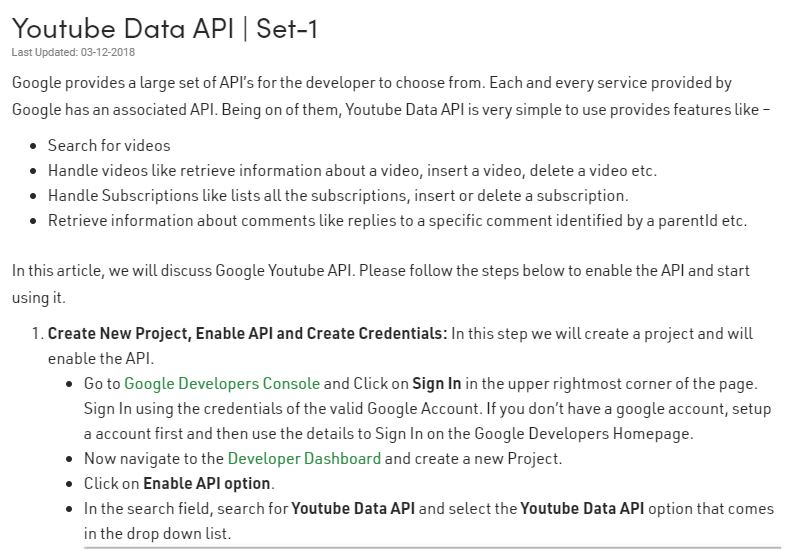 Youtube Data API | Set-1
Last Updated: 03-12-2018
Google provides a large set of API's for the developer to choose from. Each and every service provided by
Google has an associated API. Being on of them, Youtube Data API is very simple to use provides features like –
• Search for videos
• Handle videos like retrieve information about a video, insert a video, delete a video etc.
• Handle Subscriptions like lists all the subscriptions, insert or delete a subscription.
• Retrieve information about comments like replies to a specific comment identified by a parentId etc.
In this article, we will discuss Google Youtube API. Please follow the steps below to enable the API and start
using it.
1. Create New Project, Enable API and Create Credentials: In this step we will create a project and will
enable the API.
• Go to Google Developers Console and Click on Sign In in the upper rightmost corner of the page.
Sign In using the credentials of the valid Google Account. If you don't have a google account, setup
a account first and then use the details to Sign In on the Google Developers Homepage.
• Now navigate to the Developer Dashboard and create a new Project.
• Click on Enable API option.
• In the search field, search for Youtube Data API and select the Youtube Data API option that comes
in the drop down list.